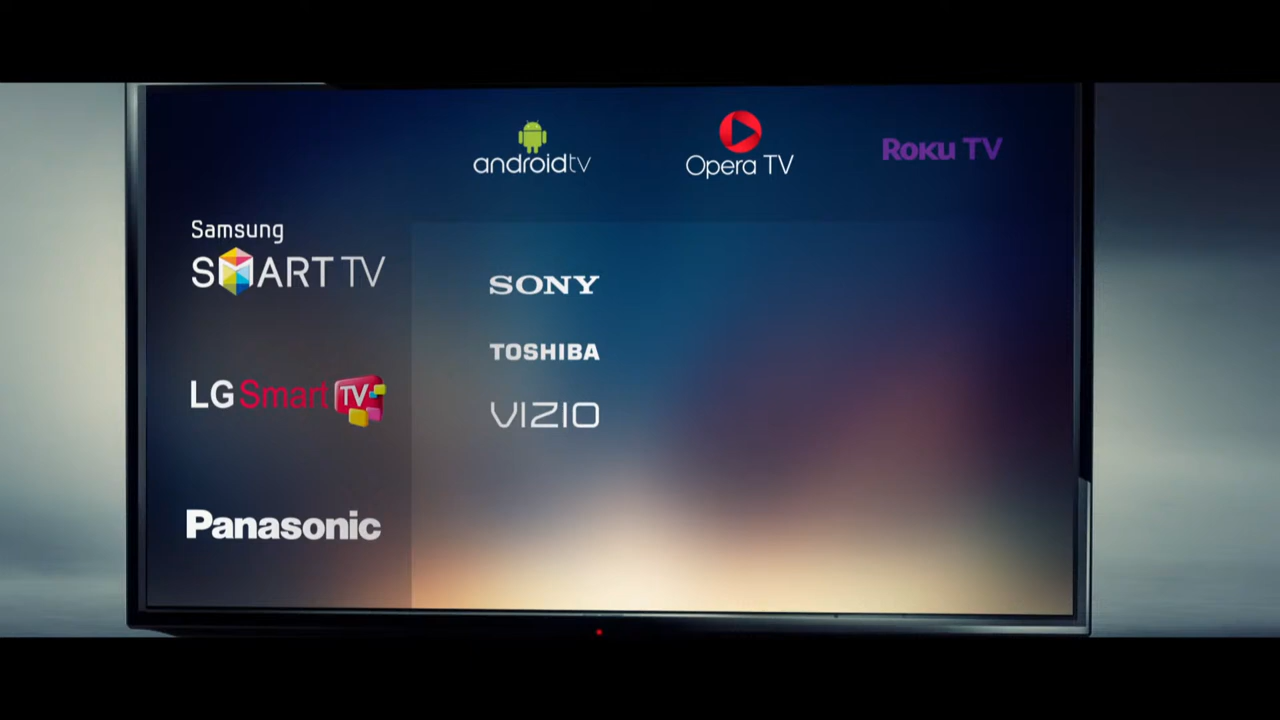 androidtv
Opera TV
Roku TV
Samsung
SMART TV
LG Smart TV
Panasonic
SONY
TOSHIBA
VIZIO